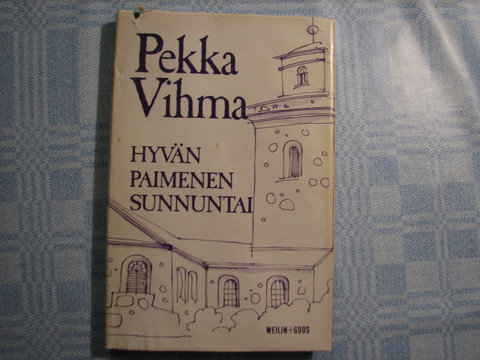 Pekka
Vihma
HYVÄN
PAIMENEN
SUNNUNTAI
WEILIN+GÖÖS